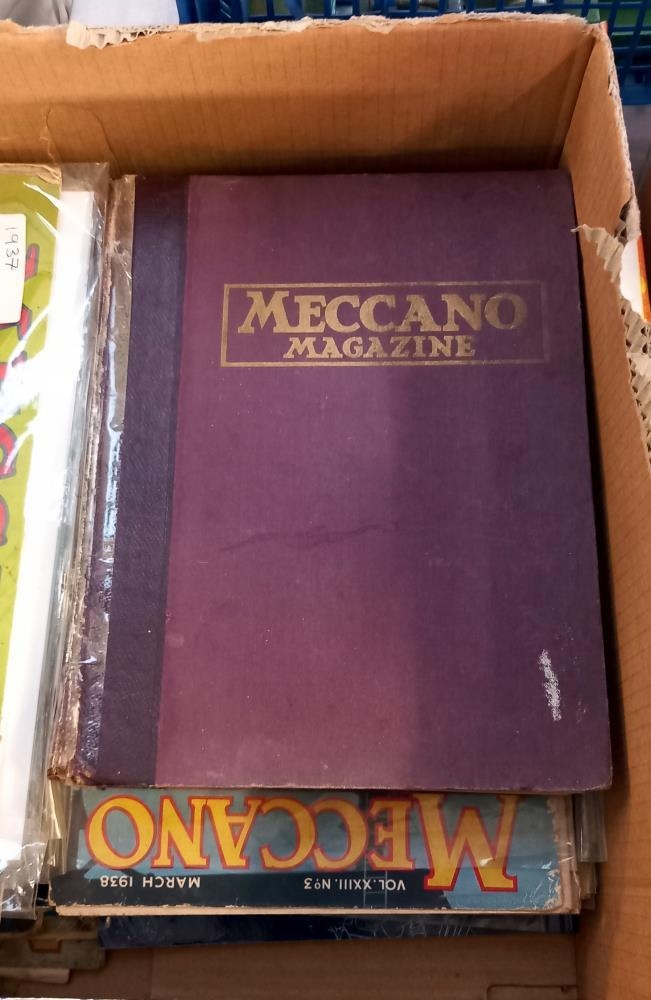 1937
MECCANO
MAGAZINE
MECCANO
VOL. XXIII. Nº3
MARCH 1938